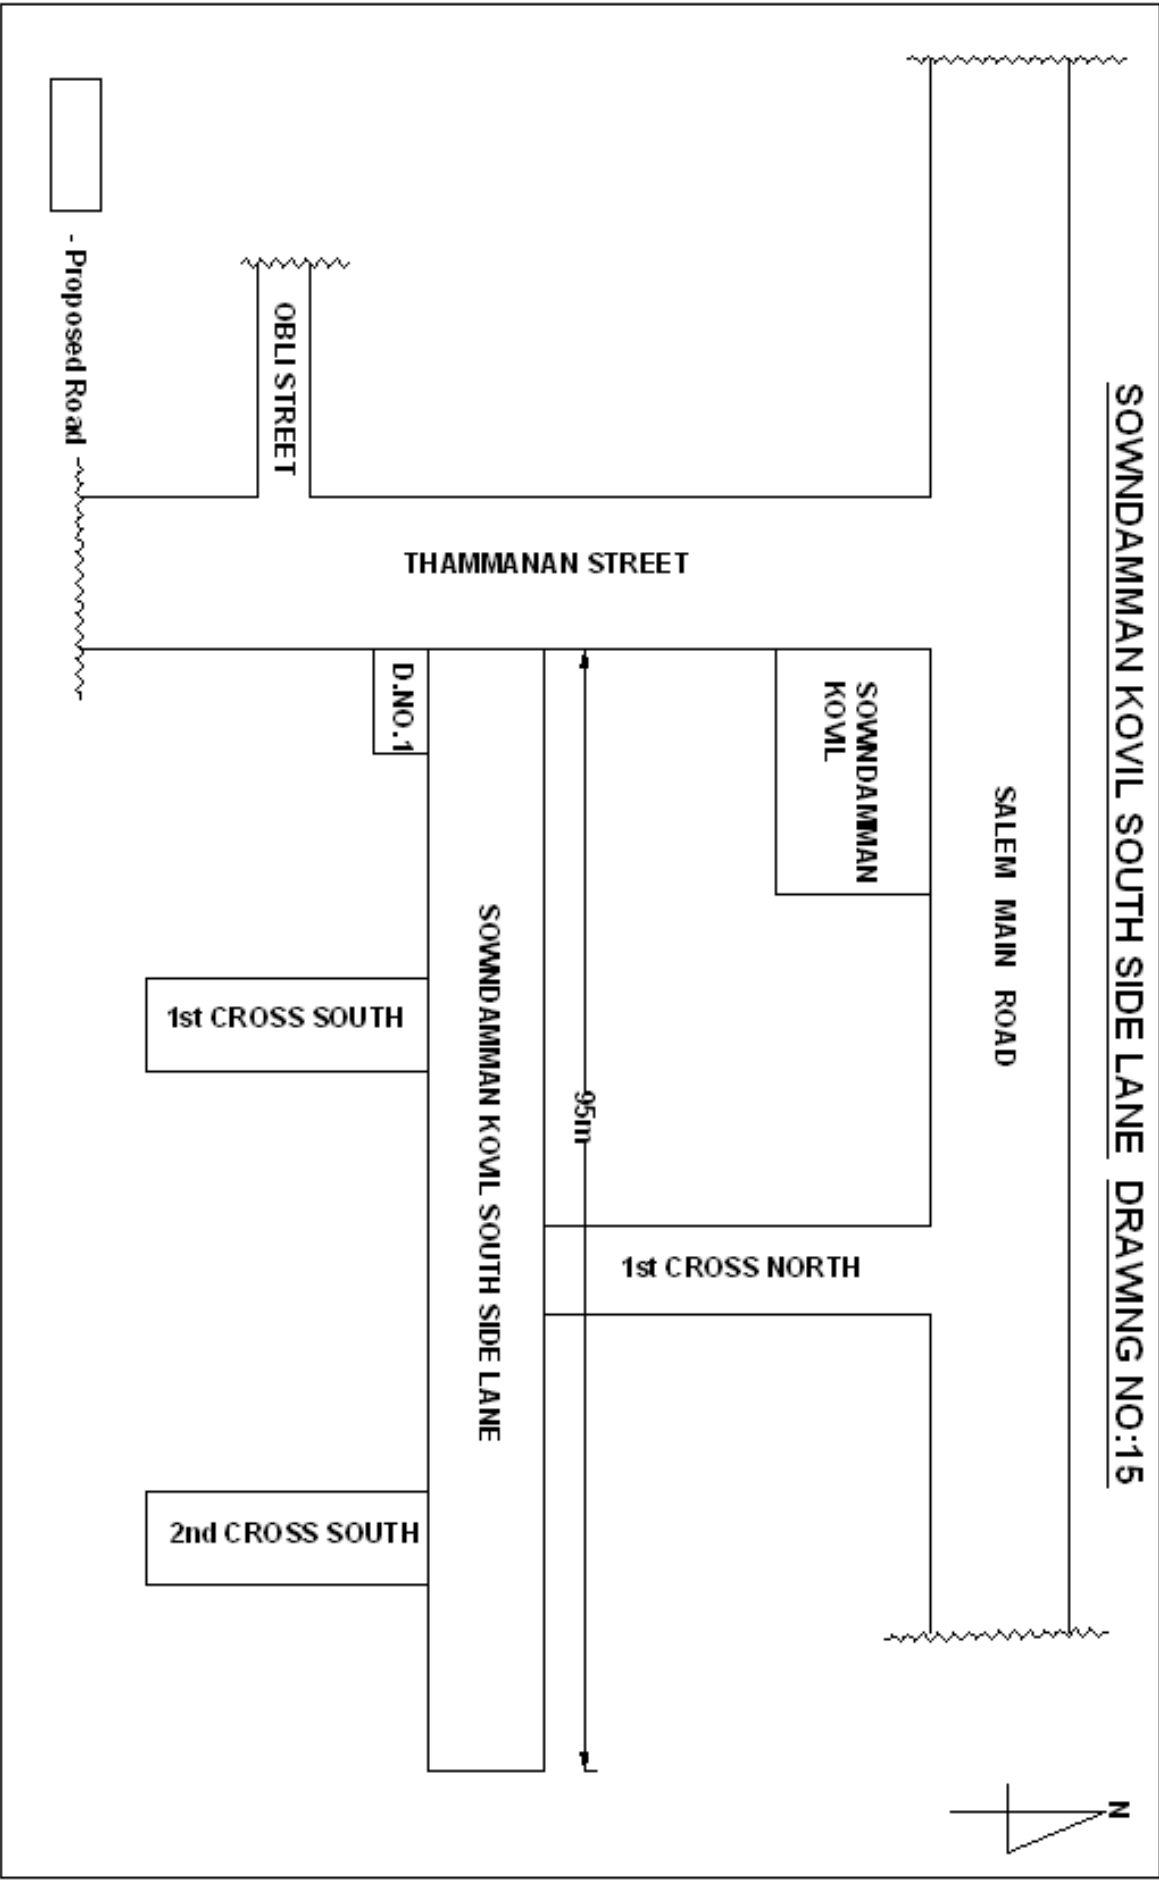 SOWNDAMMAN KOVIL SOUTH SIDE LANE DRAWING NO:15
N
SALEM MAIN ROAD
SOWNDAMMAN
KOVIL
1st CROSS NORTH
95m
THAMMANAN STREET
SOWNDAMMAN KOVIL SOUTH SIDE LANE
D.NO.1
OBLI STREET
1st CROSS SOUTH
2nd CROSS SOUTH
- Proposed Road